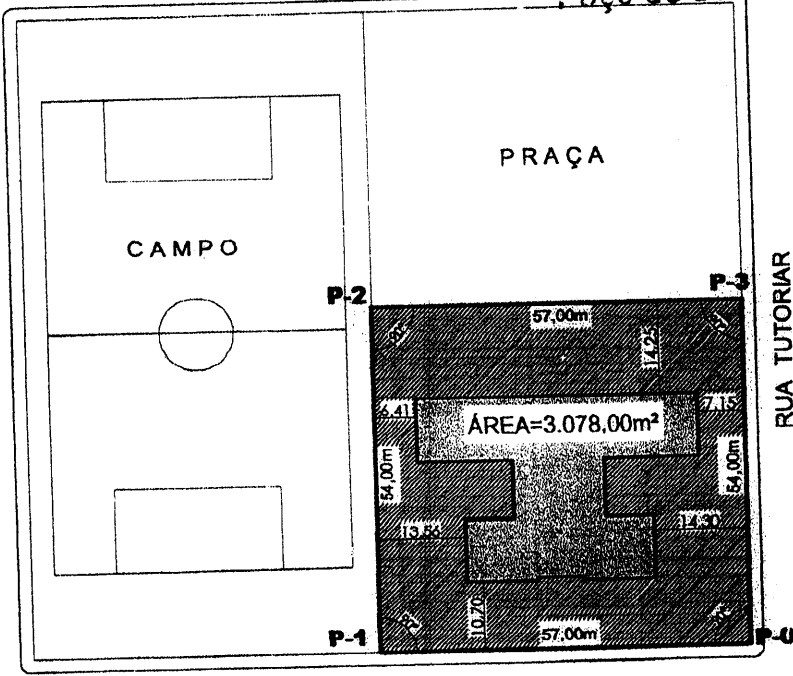 PRAÇA
CAMPO
P-2
P-3
57,00m
14.25
6.41
7.15
ÁREA=3.078,00m²
54,00m
54,00m
13.56
14.30
10.70
57,00m
P-1
P-0
RUA TUTORIAR